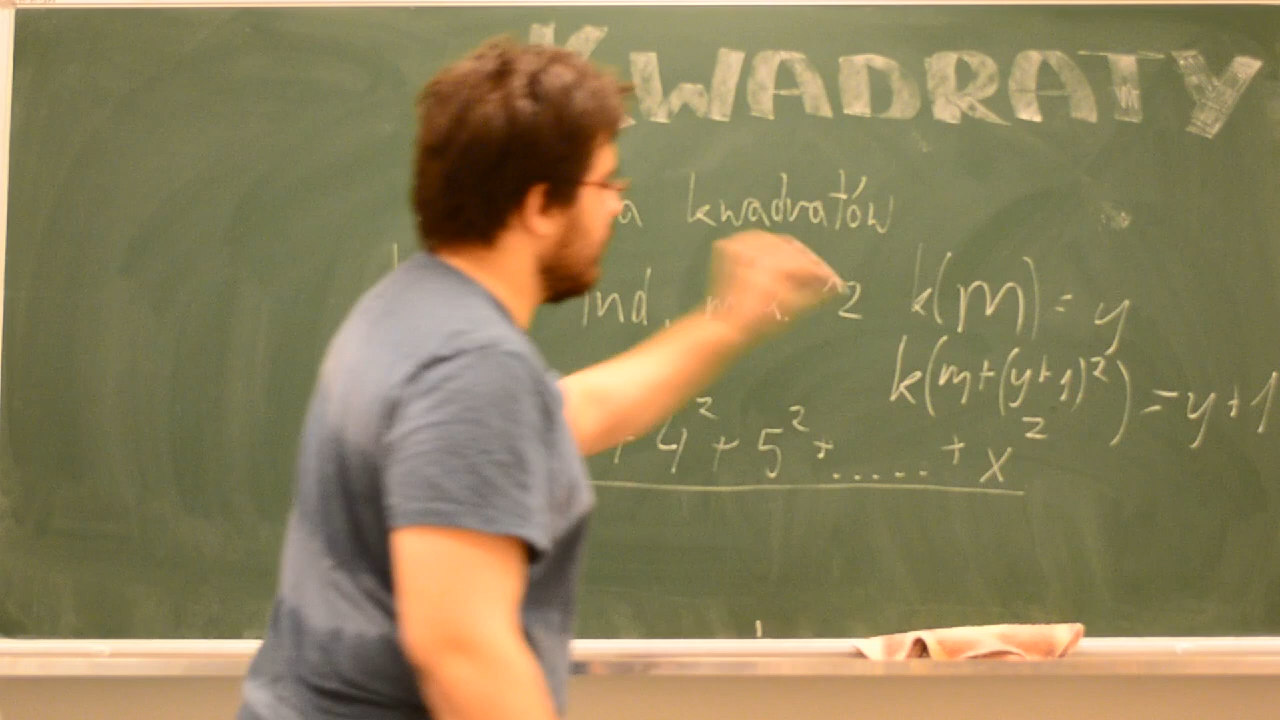 KWADRATY
a kwadratów
ind. 2 k(m) = y
k(m+(y+1)²) = y+1
+ 4² + 5² + ...... + x²